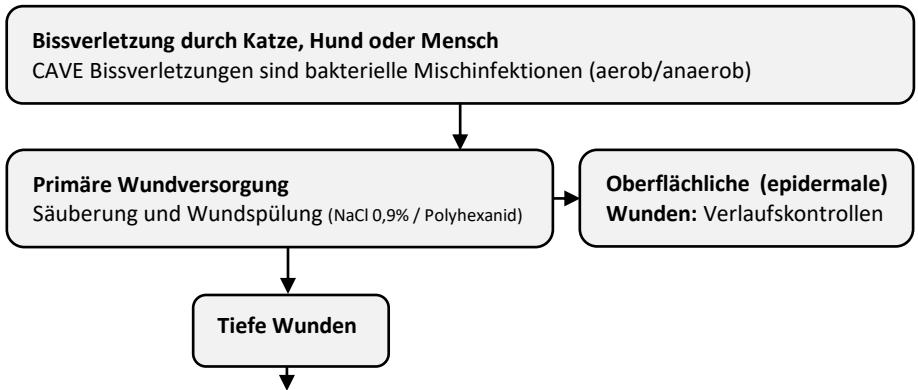 Bissverletzung durch Katze, Hund oder Mensch
CAVE Bissverletzungen sind bakterielle Mischinfektionen (aerob/anaerob)
Primäre Wundversorgung
Säuberung und Wundspülung (NaCl 0,9% / Polyhexanid)
Oberflächliche (epidermale)
Wunden: Verlaufskontrollen
Tiefe Wunden